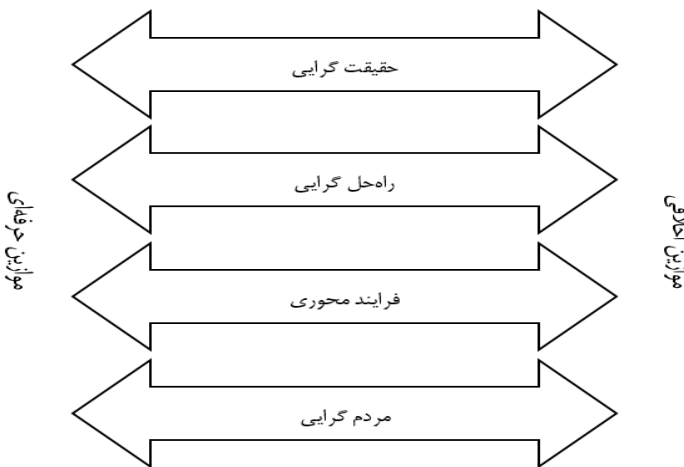 حقیقت گرایی
راه‌حل گرایی
فرایند محوری
مردم گرایی
موازین اخلاقی
موازین حرفه‌ای